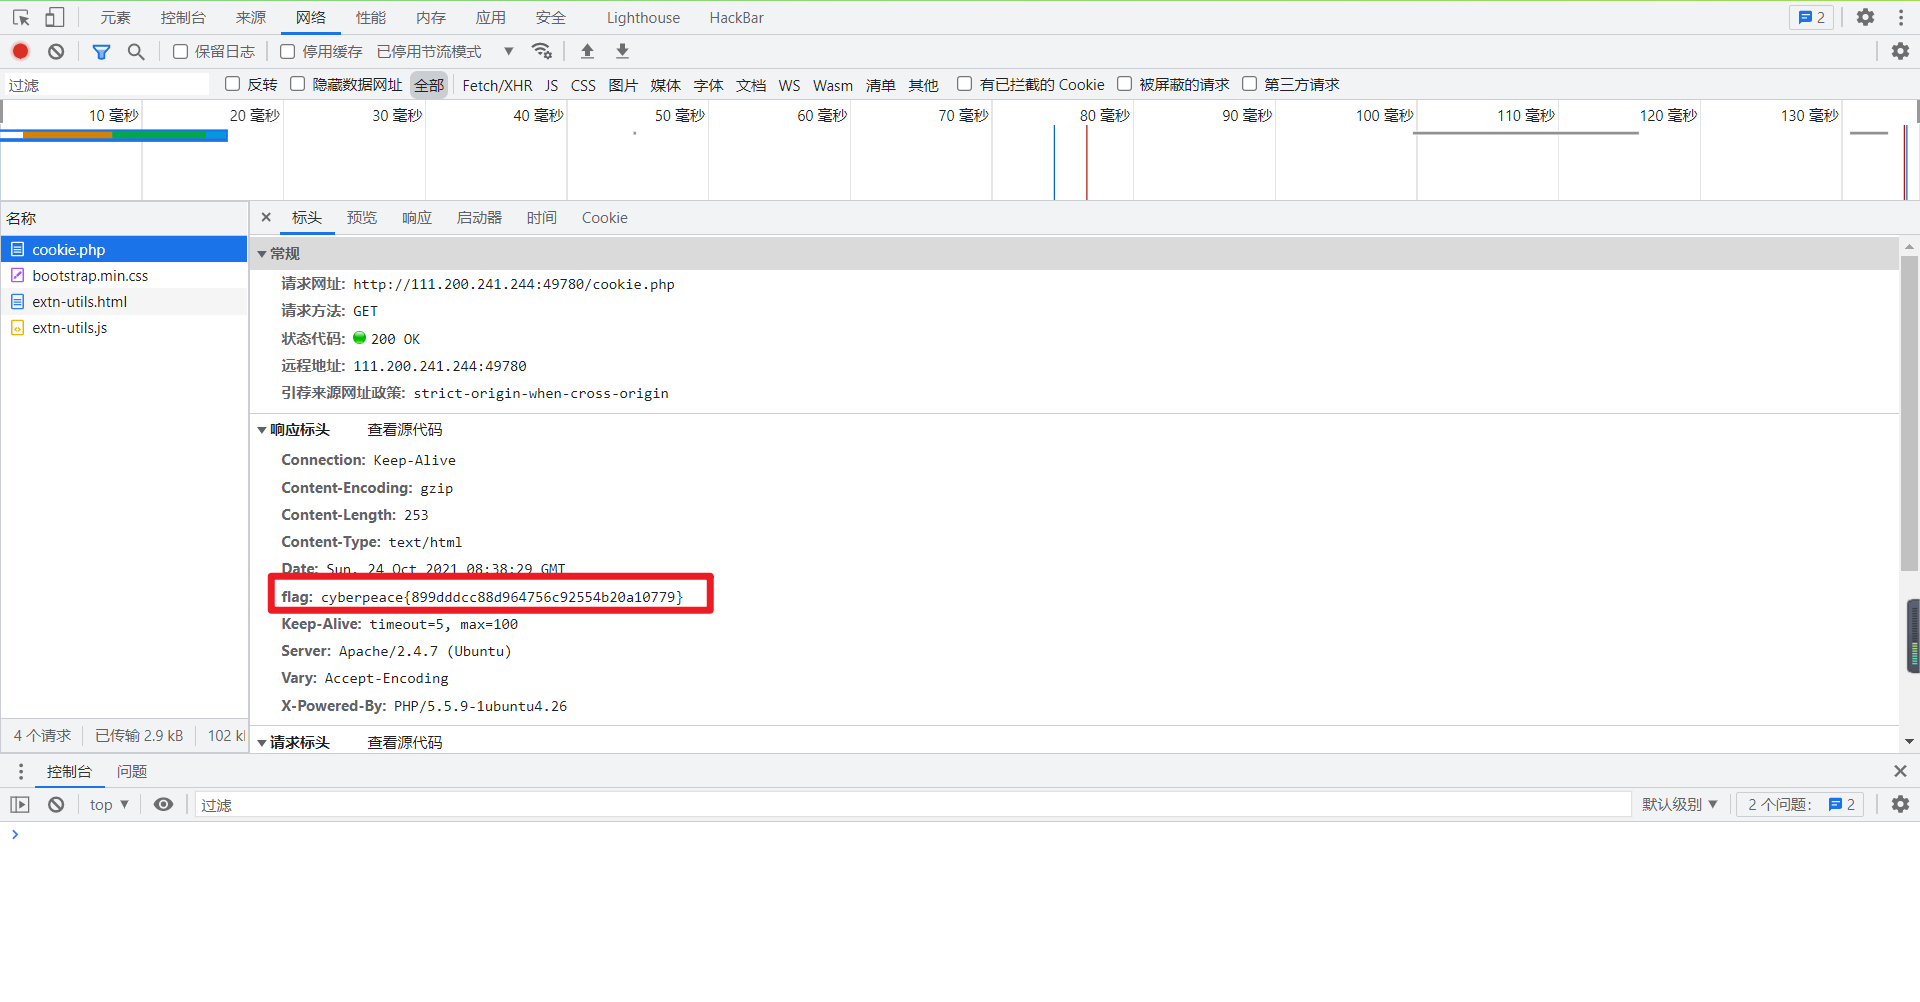 元素 控制台 来源 网络 性能 内存 应用 安全 Lighthouse HackBar 2
保留日志 停用缓存 已停用节流模式
过滤 反转 隐藏数据网址 全部 Fetch/XHR JS CSS 图片 媒体 字体 文档 WS Wasm 清单 其他 有已拦截的 Cookie 被屏蔽的请求 第三方请求
10 毫秒 20 毫秒 30 毫秒 40 毫秒 50 毫秒 60 毫秒 70 毫秒 80 毫秒 90 毫秒 100 毫秒 110 毫秒 120 毫秒 130 毫秒
名称
cookie.php
bootstrap.min.css
extn-utils.html
extn-utils.js
4 个请求 已传输 2.9 kB 102 k
标头 预览 响应 启动器 时间 Cookie
常规
请求网址: http://111.200.241.244:49780/cookie.php
请求方法: GET
状态代码: 200 OK
远程地址: 111.200.241.244:49780
引荐来源网址政策: strict-origin-when-cross-origin
响应标头 查看源代码
Connection: Keep-Alive
Content-Encoding: gzip
Content-Length: 253
Content-Type: text/html
Date: Sun, 24 Oct 2021 08:38:29 GMT
flag: cyberpeace{899dddcc88d964756c92554b20a10779}
Keep-Alive: timeout=5, max=100
Server: Apache/2.4.7 (Ubuntu)
Vary: Accept-Encoding
X-Powered-By: PHP/5.5.9-1ubuntu4.26
请求标头 查看源代码
控制台 问题
top 过滤 默认级别 2 个问题: 2